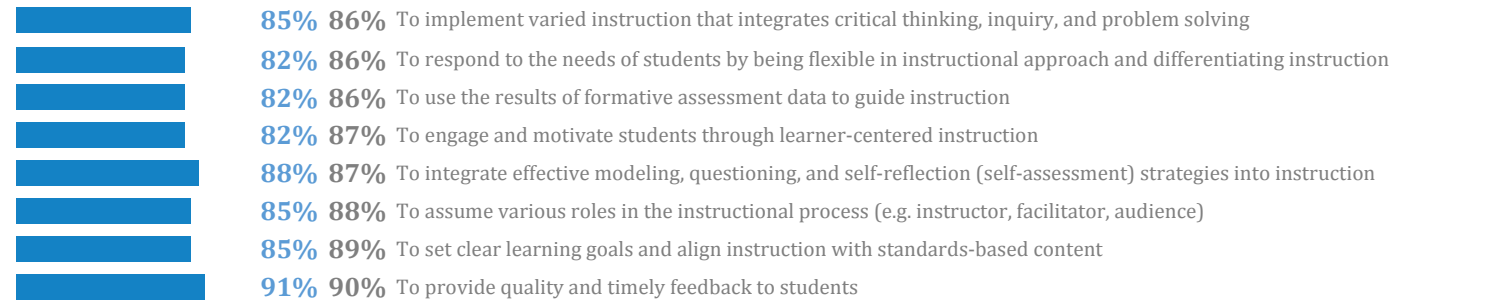 85% 86% To implement varied instruction that integrates critical thinking, inquiry, and problem solving
82% 86% To respond to the needs of students by being flexible in instructional approach and differentiating instruction
82% 86% To use the results of formative assessment data to guide instruction
82% 87% To engage and motivate students through learner-centered instruction
88% 87% To integrate effective modeling, questioning, and self-reflection (self-assessment) strategies into instruction
85% 88% To assume various roles in the instructional process (e.g. instructor, facilitator, audience)
85% 89% To set clear learning goals and align instruction with standards-based content
91% 90% To provide quality and timely feedback to students